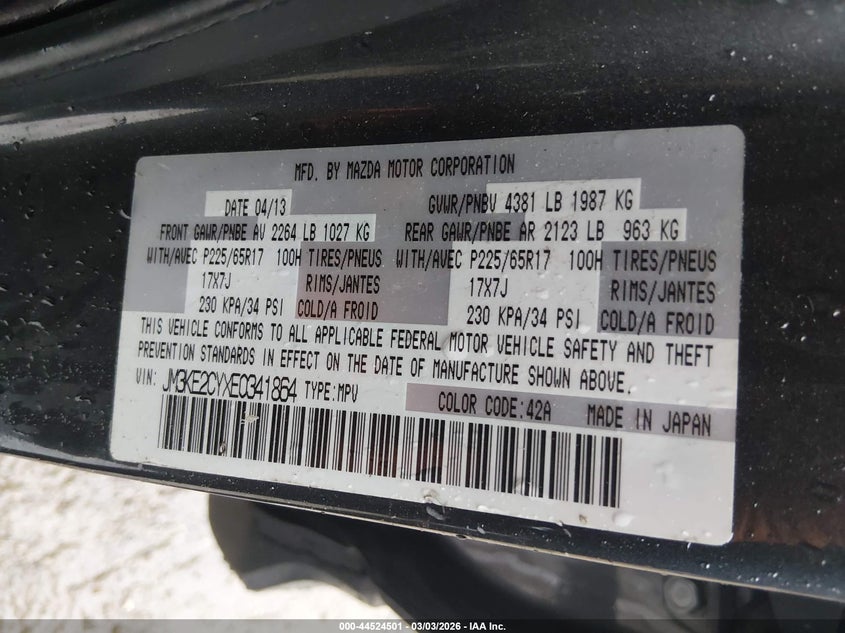 MFD. BY MAZDA MOTOR CORPORATION
DATE 04/13 GVWR/PNBV 4381 LB 1987 KG
FRONT GAWR/PNBE AV 2264 LB 1027 KG REAR GAWR/PNBE AR 2123 LB 963 KG
WITH/AVEC P225/65R17 100H TIRES/PNEUS WITH/AVEC P225/65R17 100H TIRES/PNEUS
17X7J RIMS/JANTES 17X7J RIMS/JANTES
230 KPA/34 PSI COLD/A FROID 230 KPA/34 PSI COLD/A FROID
THIS VEHICLE CONFORMS TO ALL APPLICABLE FEDERAL MOTOR VEHICLE SAFETY AND THEFT
PREVENTION STANDARDS IN EFFECT ON THE DATE OF MANUFACTURE SHOWN ABOVE.
VIN: JM3KE2CYXE0341864 TYPE:MPV COLOR CODE:42A MADE IN JAPAN
000-44524501 - 03/03/2026 - IAA Inc.